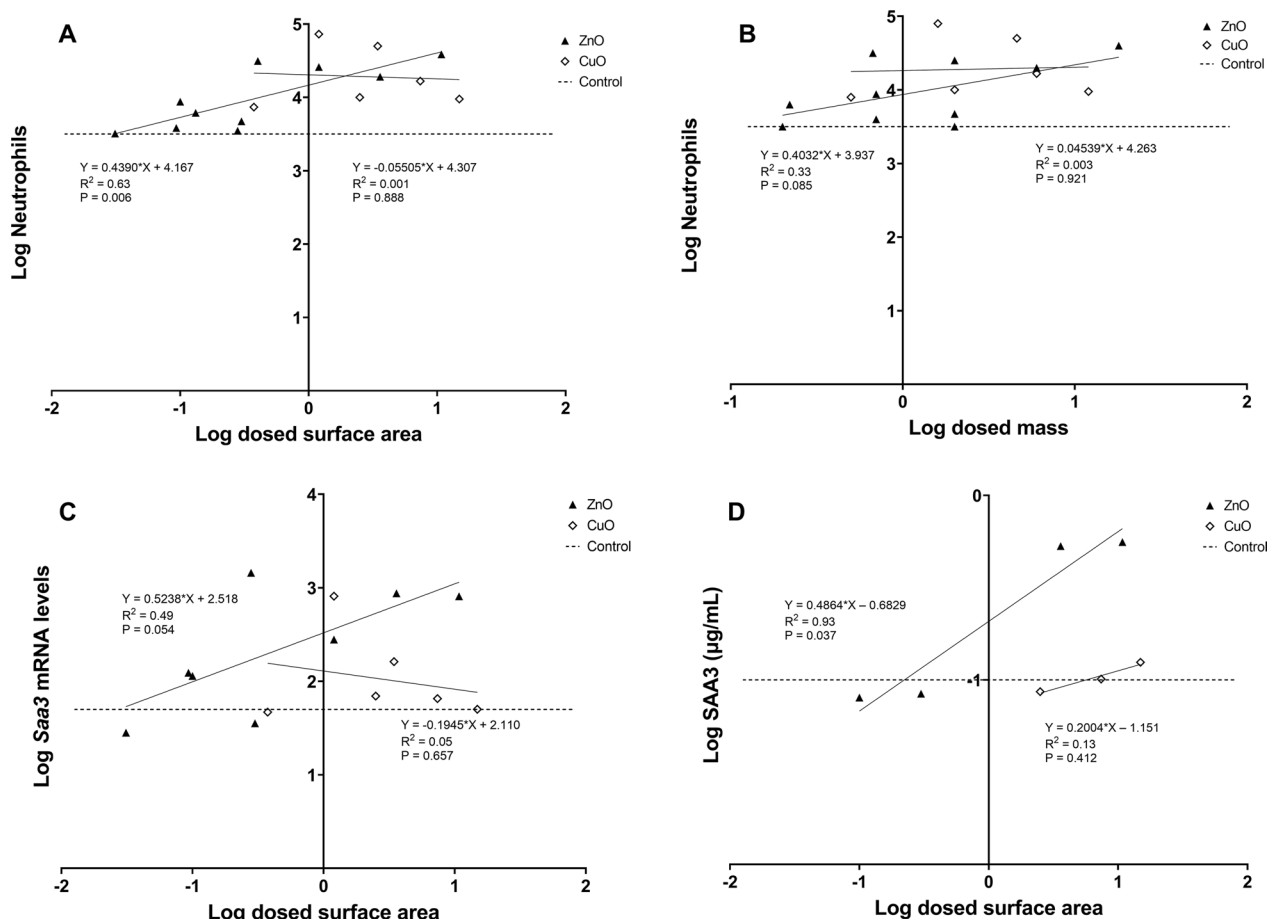 A
5
4
3
2
1
-2
-1
0
1
2
Log Neutrophils
Log dosed surface area
ZnO
CuO
Control
Y = 0.4390*X + 4.167
R² = 0.63
P = 0.006
Y = -0.05505*X + 4.307
R² = 0.001
P = 0.888
B
5
4
3
2
1
-1
0
1
2
Log Neutrophils
Log dosed mass
ZnO
CuO
Control
Y = 0.4032*X + 3.937
R² = 0.33
P = 0.085
Y = 0.04539*X + 4.263
R² = 0.003
P = 0.921
C
4
3
2
1
-2
-1
0
1
2
Log Saa3 mRNA levels
Log dosed surface area
ZnO
CuO
Control
Y = 0.5238*X + 2.518
R² = 0.49
P = 0.054
Y = -0.1945*X + 2.110
R² = 0.05
P = 0.657
D
0
-1
-2
-1
0
1
2
Log SAA3 (µg/mL)
Log dosed surface area
ZnO
CuO
Control
Y = 0.4864*X – 0.6829
R² = 0.93
P = 0.037
Y = 0.2004*X – 1.151
R² = 0.13
P = 0.412